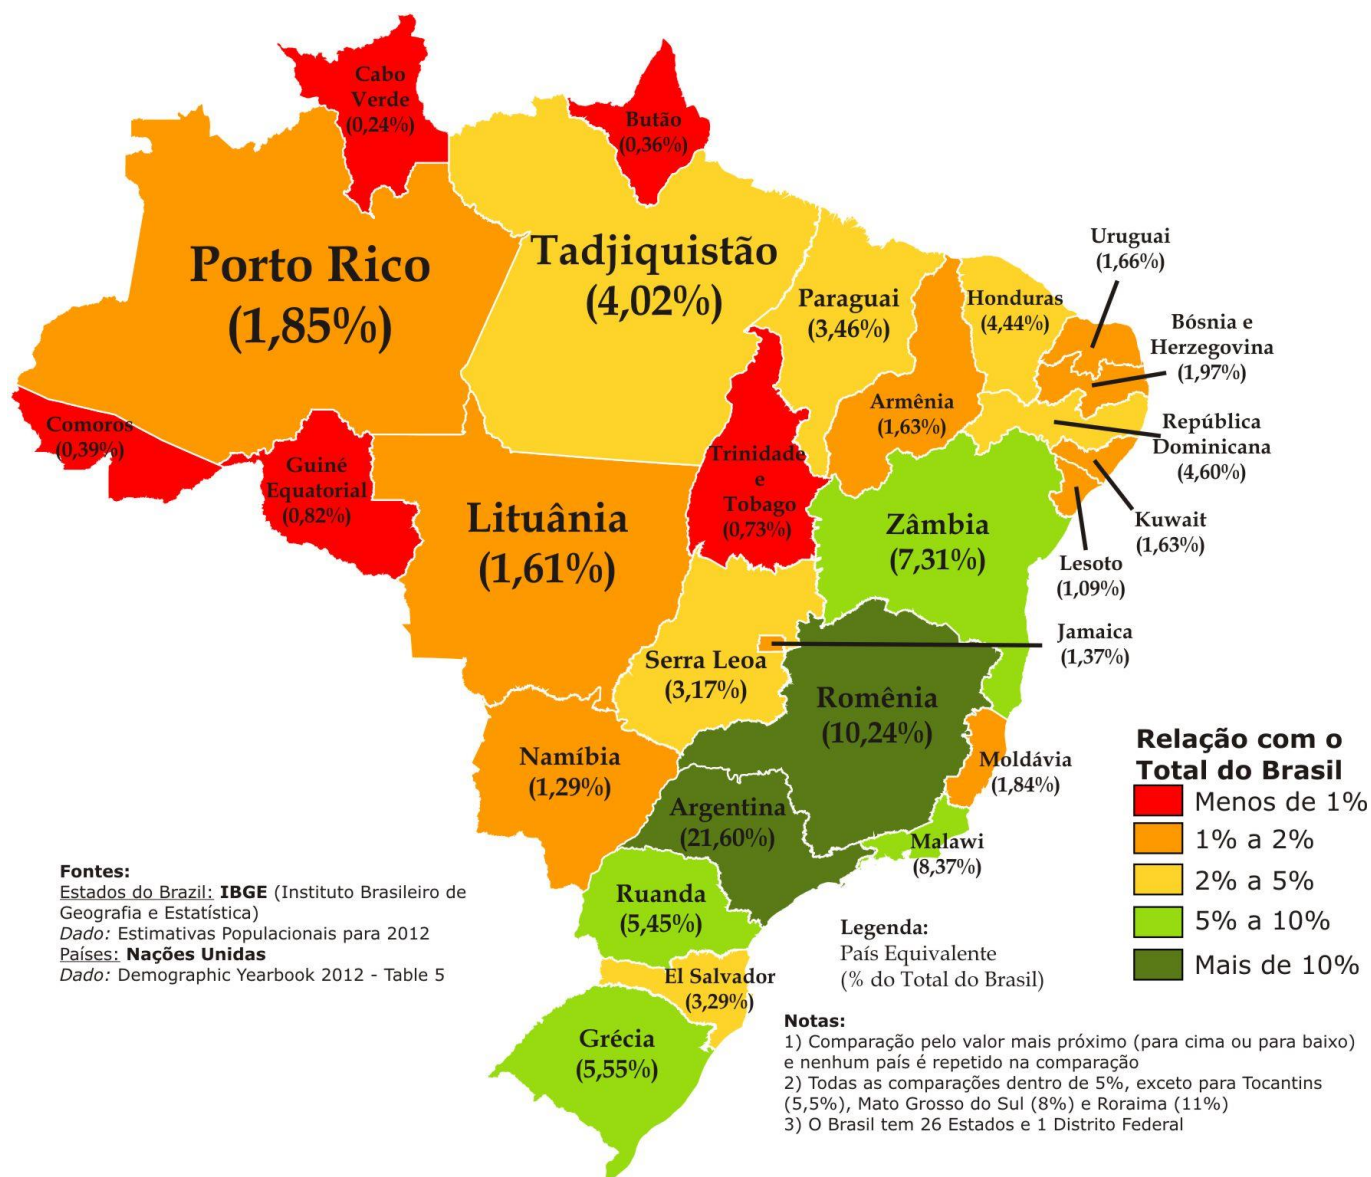 Cabo
Verde
(0,24%)
Butão
(0,36%)
Porto Rico
(1,85%)
Tadjiquistão
(4,02%)
Paraguai
(3,46%)
Honduras
(4,44%)
Uruguai
(1,66%)
Bósnia e
Herzegovina
(1,97%)
Armênia
(1,63%)
República
Dominicana
(4,60%)
Comoros
(0,39%)
Guiné
Equatorial
(0,82%)
Trinidade
e
Tobago
(0,73%)
Lituânia
(1,61%)
Zâmbia
(7,31%)
Kuwait
(1,63%)
Lesoto
(1,09%)
Jamaica
(1,37%)
Serra Leoa
(3,17%)
Romênia
(10,24%)
Namíbia
(1,29%)
Moldávia
(1,84%)
Argentina
(21,60%)
Malawi
(8,37%)
Ruanda
(5,45%)
El Salvador
(3,29%)
Grécia
(5,55%)
Relação com o
Total do Brasil
Menos de 1%
1% a 2%
2% a 5%
5% a 10%
Mais de 10%
Fontes:
Estados do Brazil: IBGE (Instituto Brasileiro de
Geografia e Estatística)
Dado: Estimativas Populacionais para 2012
Países: Nações Unidas
Dado: Demographic Yearbook 2012 - Table 5
Legenda:
País Equivalente
(% do Total do Brasil)
Notas:
1) Comparação pelo valor mais próximo (para cima ou para baixo)
e nenhum país é repetido na comparação
2) Todas as comparações dentro de 5%, exceto para Tocantins
(5,5%), Mato Grosso do Sul (8%) e Roraima (11%)
3) O Brasil tem 26 Estados e 1 Distrito Federal